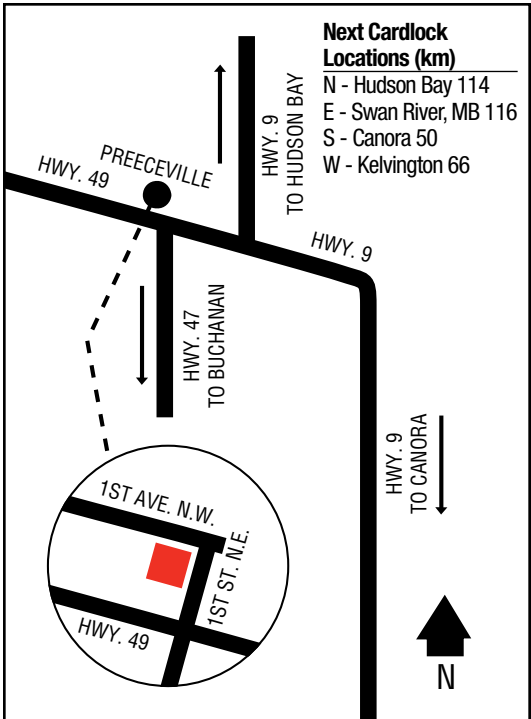 Next Cardlock
Locations (km)
N - Hudson Bay 114
E - Swan River, MB 116
S - Canora 50
W - Kelvington 66
PREECEVILLE
HWY. 49
HWY. 9
TO HUDSON BAY
HWY. 9
HWY. 47
TO BUCHANAN
HWY. 9
TO CANORA
1ST AVE. N.W.
1ST ST. N.E.
HWY. 49
N